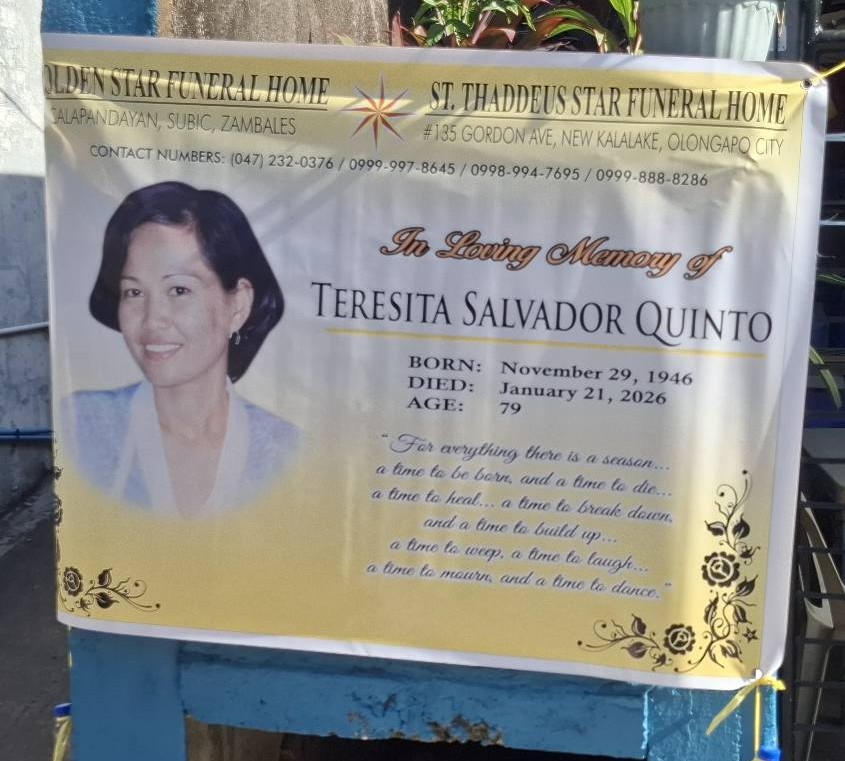 OLDEN STAR FUNERAL HOME
CALAPANDAYAN, SUBIC, ZAMBALES
ST. THADDEUS STAR FUNERAL HOME
#135 GORDON AVE, NEW KALALAKE, OLONGAPO CITY
CONTACT NUMBERS: (047) 232-0376 / 0999-997-8645 / 0998-994-7695 / 0999-888-8286
In Loving Memory of
TERESITA SALVADOR QUINTO
BORN: November 29, 1946
DIED: January 21, 2026
AGE: 79
“For everything there is a season...
a time to be born, and a time to die...
a time to heal... a time to break down,
and a time to build up...
a time to weep, a time to laugh...
a time to mourn, and a time to dance.”